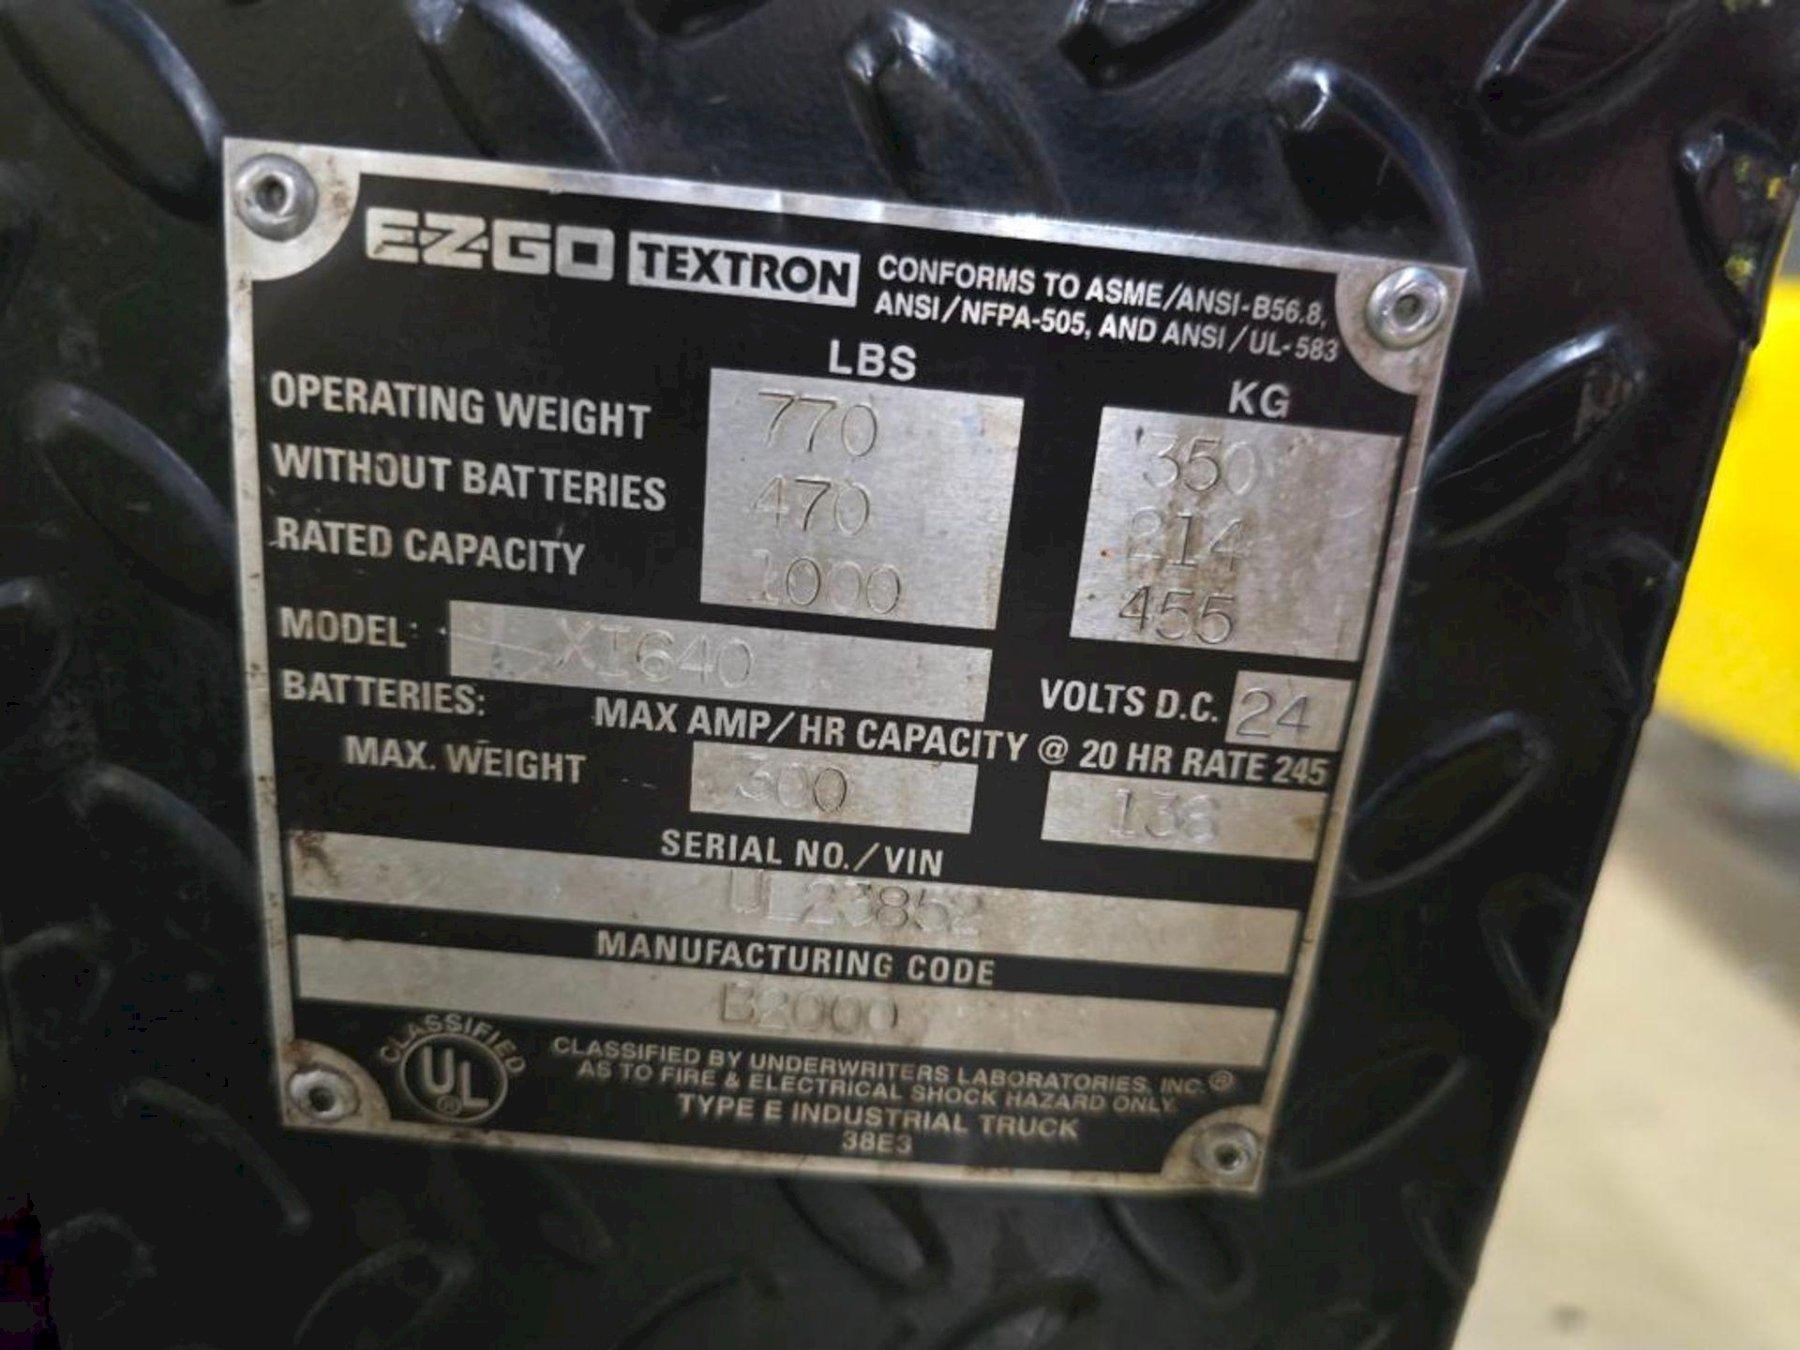 EZGO TEXTRON CONFORMS TO ASME/ANSI-B56.8,
ANSI/NFPA-505, AND ANSI/UL-583
LBS KG
OPERATING WEIGHT 770 350
WITHOUT BATTERIES 470 214
RATED CAPACITY 1000 455
MODEL: XI640 VOLTS D.C. 24
BATTERIES: MAX AMP/HR CAPACITY @ 20 HR RATE 245
MAX. WEIGHT 300 136
SERIAL NO./VIN
UL23852
MANUFACTURING CODE
B2000
CLASSIFIED
UL®
CLASSIFIED BY UNDERWRITERS LABORATORIES, INC.®
AS TO FIRE & ELECTRICAL SHOCK HAZARD ONLY.
TYPE E INDUSTRIAL TRUCK
38E3